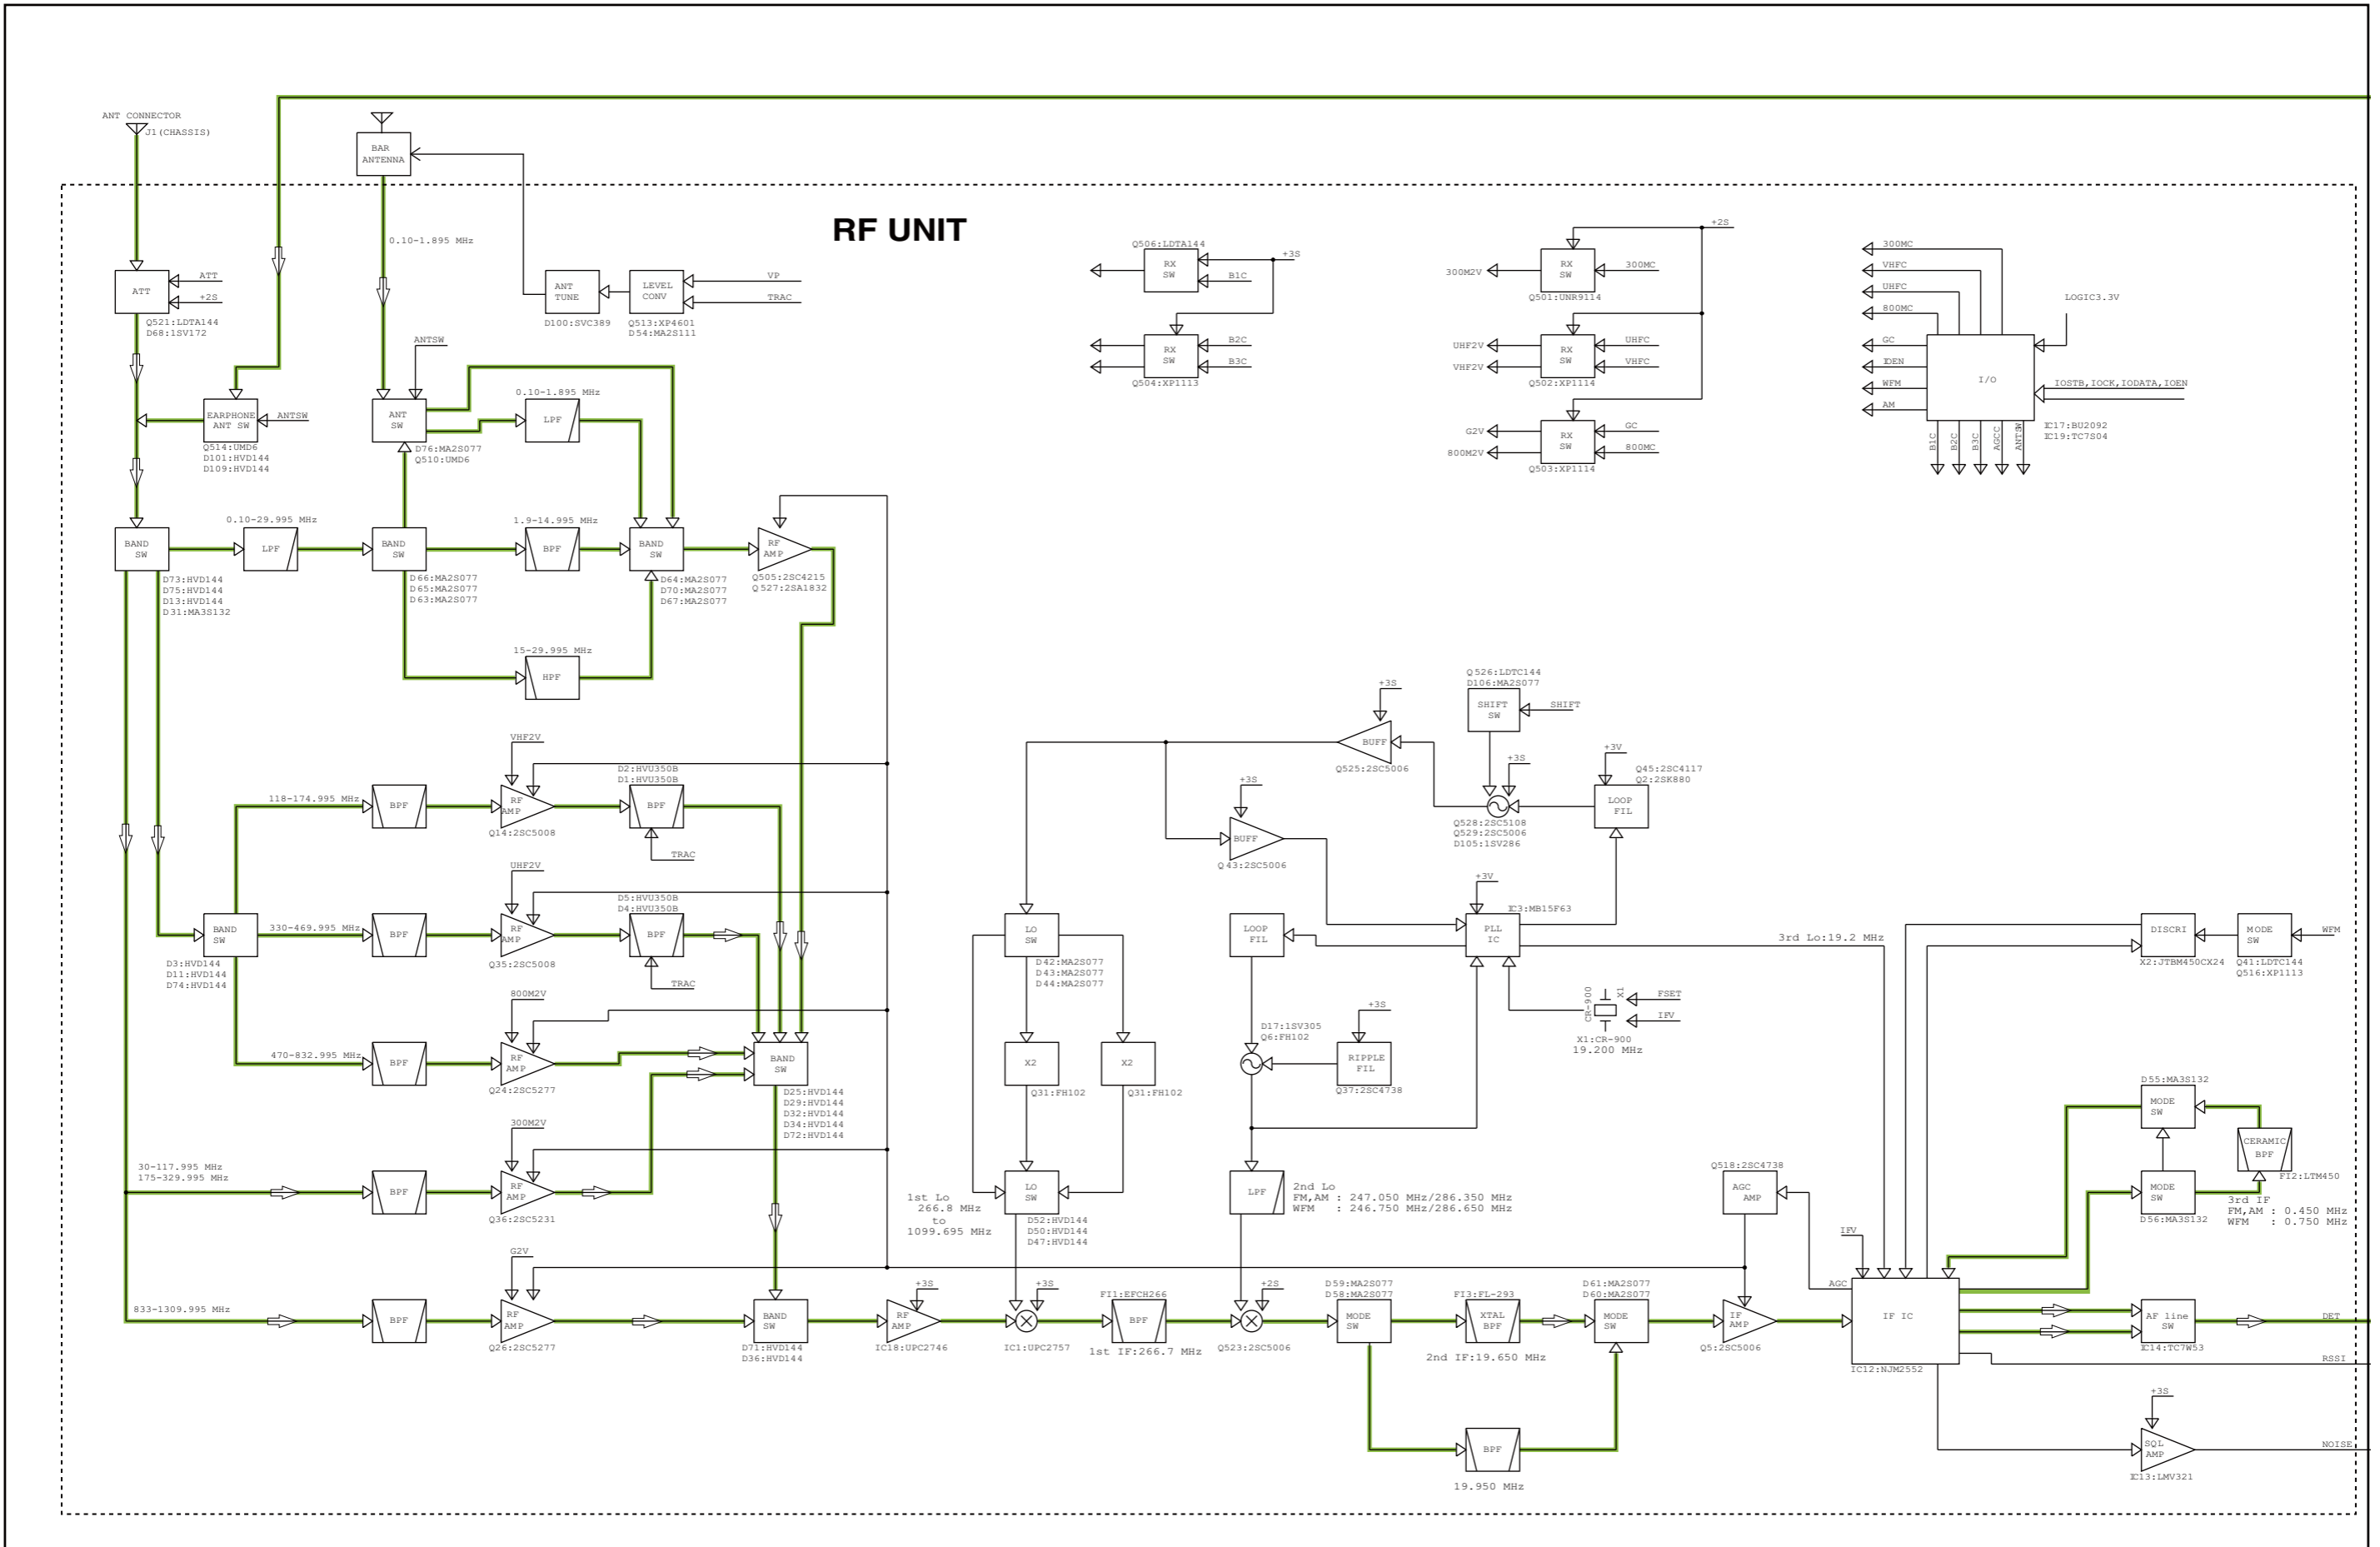 ANT CONNECTOR
J1(CHASSIS)
BAR
ANTENNA
RF UNIT
0.10-1.895 MHz
ATT
ATT
+2S
Q521:LDTA144
D68:1SV172
ANT
TUNE
D100:SVC389
LEVEL
CONV
Q513:XP4601
D54:MA2S111
VP
TRAC
Q506:LDTA144
RX
SW
+3S
B1C
RX
SW
B2C
B3C
Q504:XP1113
+2S
300M2V
RX
SW
300MC
Q501:UNR9114
UHF2V
VHF2V
RX
SW
UHFC
VHFC
Q502:XP1114
G2V
800M2V
RX
SW
GC
800MC
Q503:XP1114
300MC
VHFC
UHFC
800MC
GC
IOEN
WFM
AM
LOGIC3.3V
I/O
IOSTB,IOCK,IODATA,IOEN
IC17:BU2092
IC19:TC7S04
B1C
B2C
B3C
AGCC
ANTSW
EARPHONE
ANT SW
ANTSW
Q514:UMD6
D101:HVD144
D109:HVD144
ANTSW
ANT
SW
D76:MA2S077
Q510:UMD6
0.10-1.895 MHz
LPF
BAND
SW
D73:HVD144
D75:HVD144
D13:HVD144
D31:MA3S132
0.10-29.995 MHz
LPF
BAND
SW
D66:MA2S077
D65:MA2S077
D63:MA2S077
1.9-14.995 MHz
BPF
BAND
SW
D64:MA2S077
D70:MA2S077
D67:MA2S077
RF
AMP
Q505:2SC4215
Q527:2SA1832
15-29.995 MHz
HPF
VHF2V
118-174.995 MHz
BPF
RF
AMP
Q14:2SC5008
D2:HVU350B
D1:HVU350B
BPF
TRAC
UHF2V
BAND
SW
D3:HVD144
D11:HVD144
D74:HVD144
330-469.995 MHz
BPF
RF
AMP
Q35:2SC5008
D5:HVU350B
D4:HVU350B
BPF
TRAC
800M2V
470-832.995 MHz
BPF
RF
AMP
Q24:2SC5277
BAND
SW
D25:HVD144
D29:HVD144
D32:HVD144
D34:HVD144
D72:HVD144
300M2V
30-117.995 MHz
175-329.995 MHz
BPF
RF
AMP
Q36:2SC5231
G2V
833-1309.995 MHz
BPF
RF
AMP
Q26:2SC5277
BAND
SW
D71:HVD144
D36:HVD144
+3S
RF
AMP
IC18:UPC2746
+3S
IC1:UPC2757
FI1:EFCH266
BPF
1st IF:266.7 MHz
+2S
Q523:2SC5006
D59:MA2S077
D58:MA2S077
MODE
SW
FI3:FL-293
XTAL
BPF
2nd IF:19.650 MHz
BPF
19.950 MHz
D61:MA2S077
D60:MA2S077
MODE
SW
IF
AMP
Q5:2SC5006
Q526:LDTC144
D106:MA2S077
SHIFT
SW
SHIFT
+3S
BUFF
Q525:2SC5006
+3S
BUFF
Q43:2SC5006
+3S
Q528:2SC5108
Q529:2SC5006
D105:1SV286
+3V
Q45:2SC4117
Q2:2SK880
LOOP
FIL
+3V
IC3:MB15F63
PLL
IC
LOOP
FIL
3rd Lo:19.2 MHz
LO
SW
D42:MA2S077
D43:MA2S077
D44:MA2S077
X2
Q31:FH102
X2
Q31:FH102
1st Lo
266.8 MHz
to
1099.695 MHz
LO
SW
D52:HVD144
D50:HVD144
D47:HVD144
D17:1SV305
Q6:FH102
+3S
RIPPLE
FIL
Q37:2SC4738
CR-900
X1
FSET
IFV
X1:CR-900
19.200 MHz
LPF
2nd Lo
FM,AM : 247.050 MHz/286.350 MHz
WFM : 246.750 MHz/286.650 MHz
Q518:2SC4738
AGC
AMP
DISCRI
X2:JTBM450CX24
MODE
SW
WFM
Q41:LDTC144
Q516:XP1113
D55:MA3S132
MODE
SW
CERAMIC
BPF
FI2:LTM450
MODE
SW
D56:MA3S132
3rd IF
FM,AM : 0.450 MHz
WFM : 0.750 MHz
IFV
AGC
IF IC
IC12:NJM2552
AF line
SW
IC14:TC7W53
DET
RSSI
+3S
SQL
AMP
IC13:LMV321
NOISE